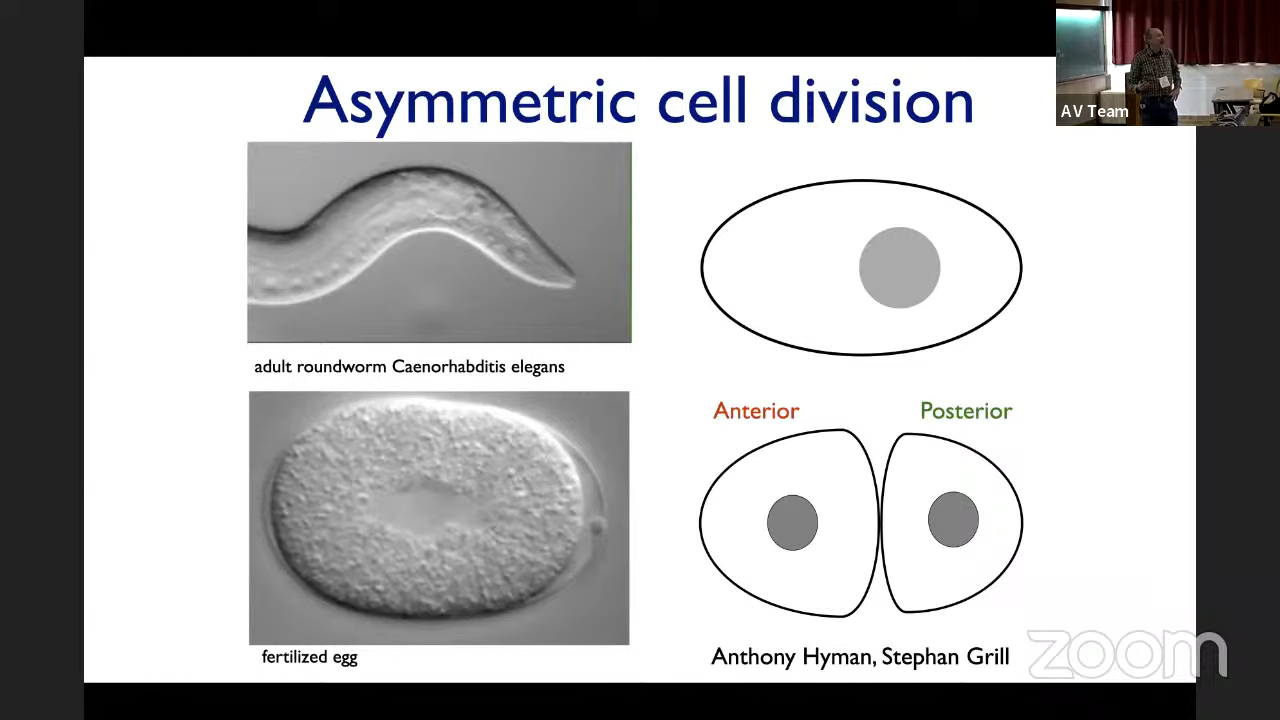 Asymmetric cell division
AV Team
adult roundworm Caenorhabditis elegans
Anterior
Posterior
fertilized egg
Anthony Hyman, Stephan Grill
zoom